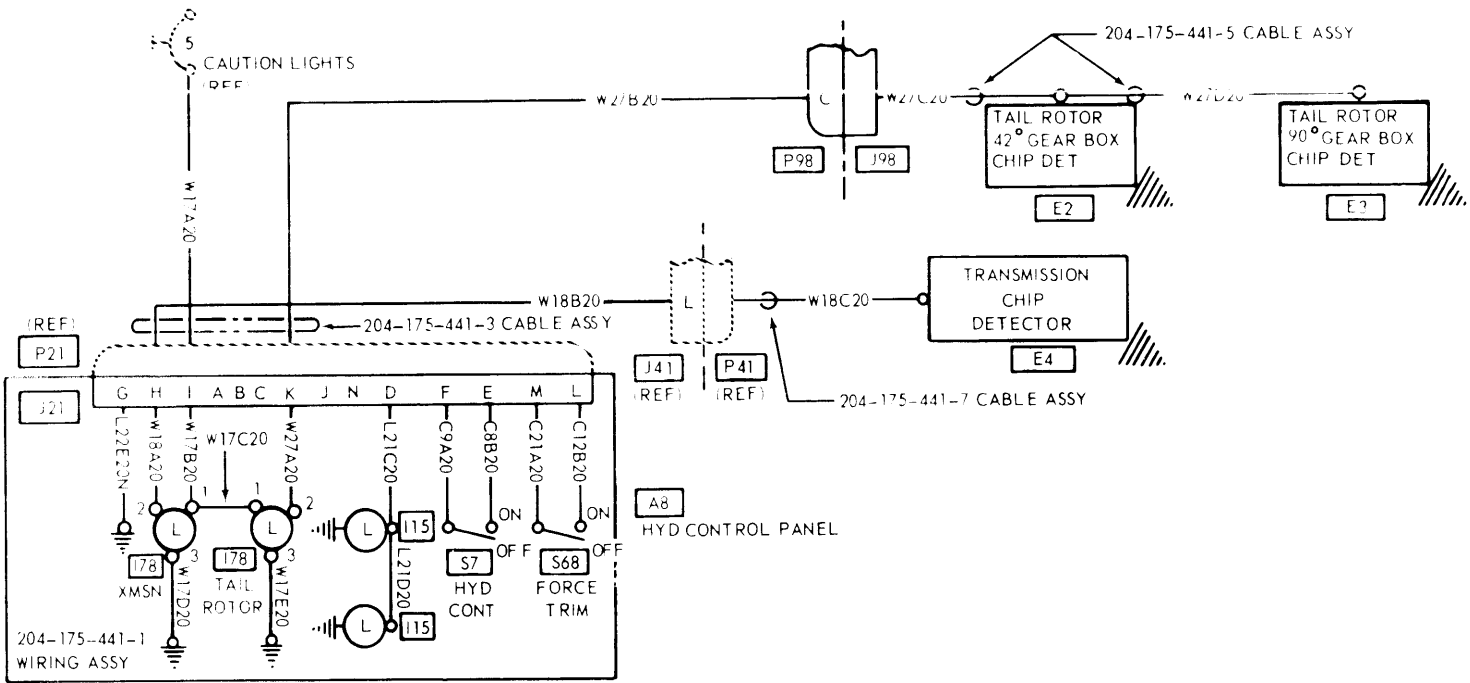 5
CAUTION LIGHTS
(REF)
W17A20
W27B20
C
W27C20
204-175-441-5 CABLE ASSY
W27D20
P98
J98
TAIL ROTOR
42° GEAR BOX
CHIP DET
E2
TAIL ROTOR
90° GEAR BOX
CHIP DET
E3
W18B20
L
W18C20
TRANSMISSION
CHIP
DETECTOR
E4
204-175-441-3 CABLE ASSY
(REF)
P21
J21
J41
(REF)
P41
(REF)
204-175-441-7 CABLE ASSY
G H I A B C K J N D F E M L
L22E20N
W18A20
W17B20
W17C20
W27A20
L21C20
C9A20
C8B20
C21A20
C12B20
2
1
1
2
L
L
3
3
I78
XMSN
I78
TAIL
ROTOR
W17D20
W17E20
L
I15
L21D20
L
I15
ON
OFF
S7
HYD
CONT
ON
OFF
S68
FORCE
TRIM
A8
HYD CONTROL PANEL
204-175-441-1
WIRING ASSY